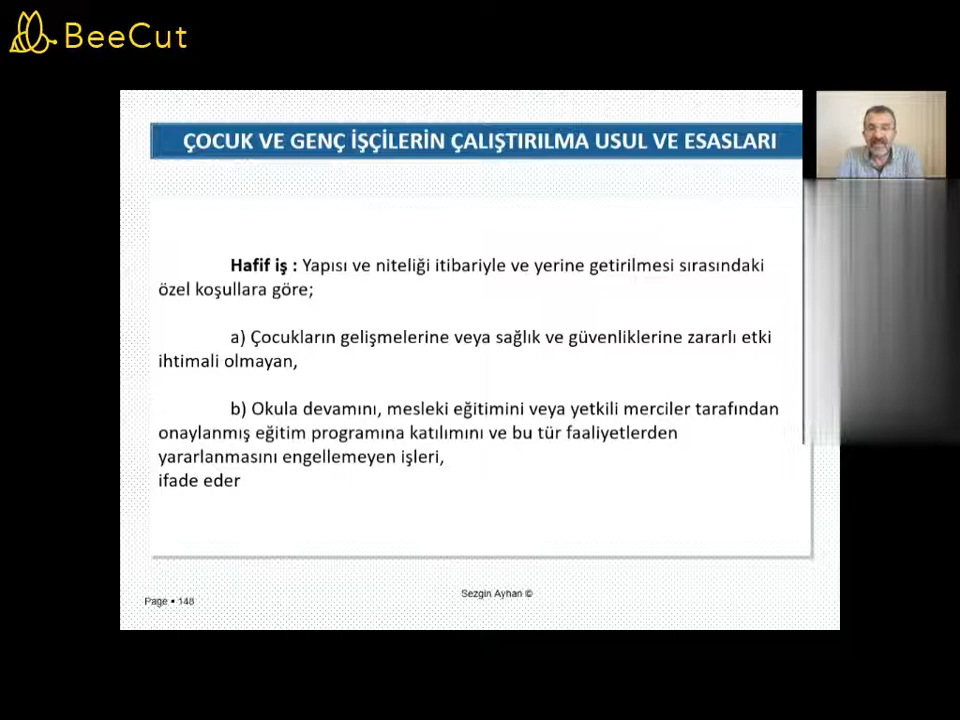 BeeCut
ÇOCUK VE GENÇ İŞÇİLERİN ÇALIŞTIRILMA USUL VE ESASLARI
Hafif iş : Yapısı ve niteliği itibariyle ve yerine getirilmesi sırasındaki
özel koşullara göre;
a) Çocukların gelişmelerine veya sağlık ve güvenliklerine zararlı etki
ihtimali olmayan,
b) Okula devamını, mesleki eğitimini veya yetkili merciler tarafından
onaylanmış eğitim programına katılımını ve bu tür faaliyetlerden
yararlanmasını engellemeyen işleri,
ifade eder
Sezgin Ayhan ©
Page ▪ 148